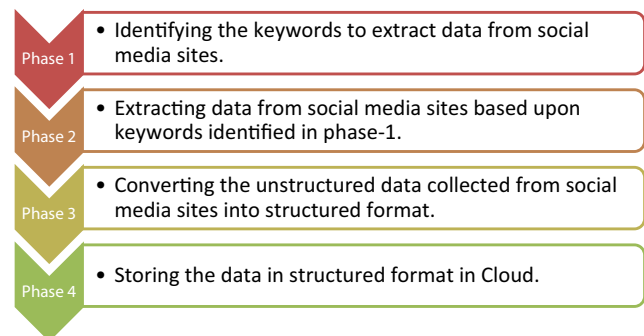 Phase 1
• Identifying the keywords to extract data from social
media sites.
Phase 2
• Extracting data from social media sites based upon
keywords identified in phase-1.
Phase 3
• Converting the unstructured data collected from social
media sites into structured format.
Phase 4
• Storing the data in structured format in Cloud.